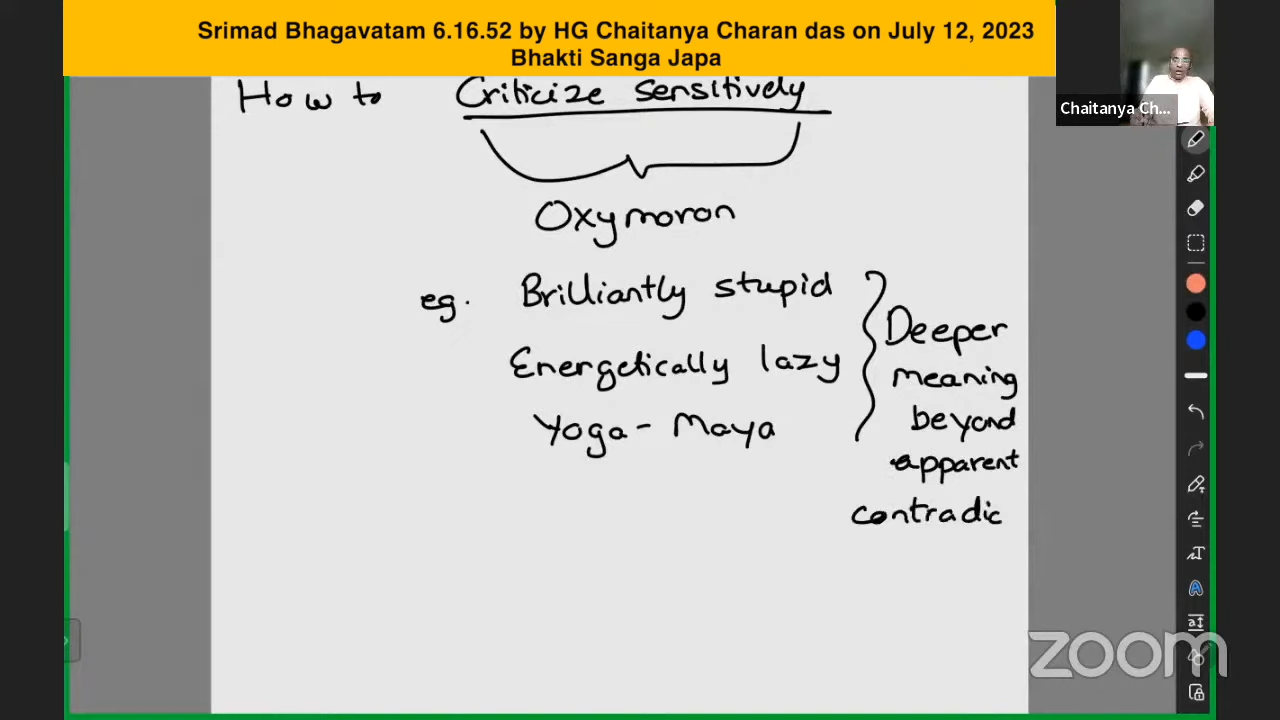 Srimad Bhagavatam 6.16.52 by HG Chaitanya Charan das on July 12, 2023
Bhakti Sanga Japa
Chaitanya Ch...
How to Criticize sensitively
Oxymoron
eg. Brilliantly stupid
Energetically lazy
Yoga - Maya
Deeper
meaning
beyond
apparent
contradic
zoom